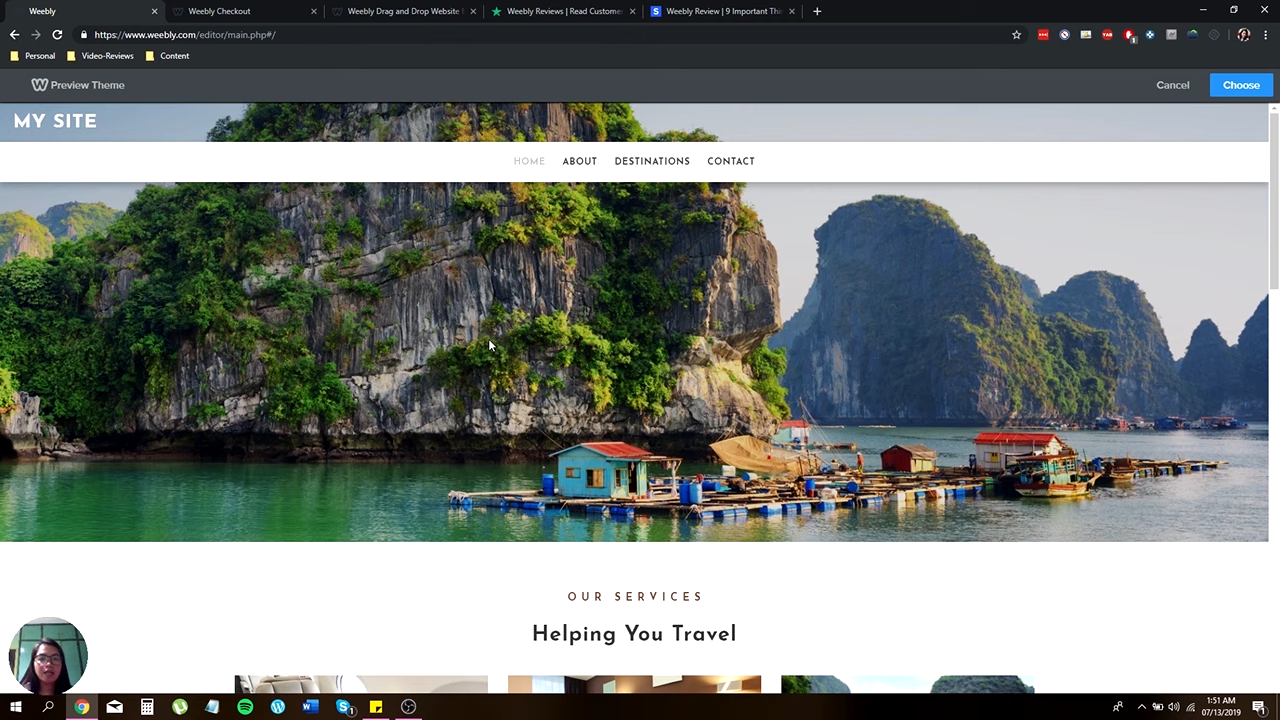 Weebly
Weebly Checkout
Weebly Drag and Drop Website
Weebly Reviews | Read Custome
Weebly Review | 9 Important Thi
https://www.weebly.com/editor/main.php#/
Personal
Video-Reviews
Content
Preview Theme
Cancel
Choose
MY SITE
HOME
ABOUT
DESTINATIONS
CONTACT
OUR SERVICES
Helping You Travel
1:51 AM
07/13/2019